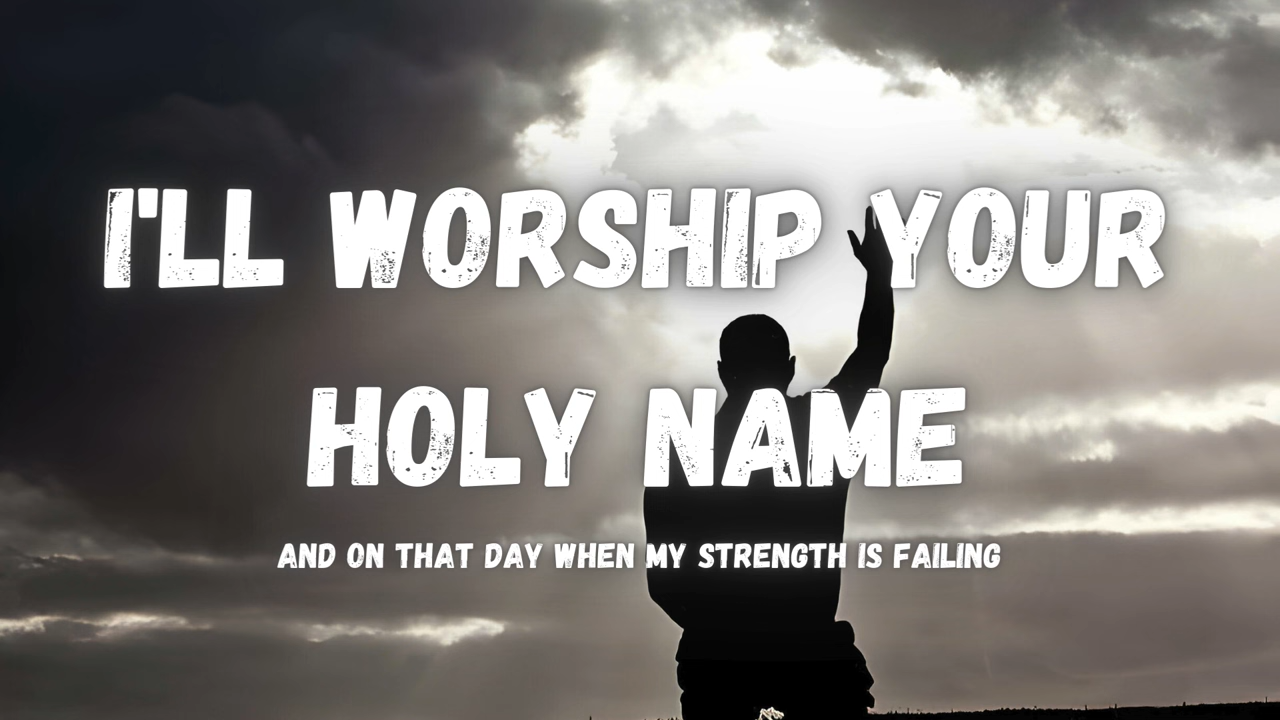 I'LL WORSHIP YOUR
HOLY NAME
AND ON THAT DAY WHEN MY STRENGTH IS FAILING